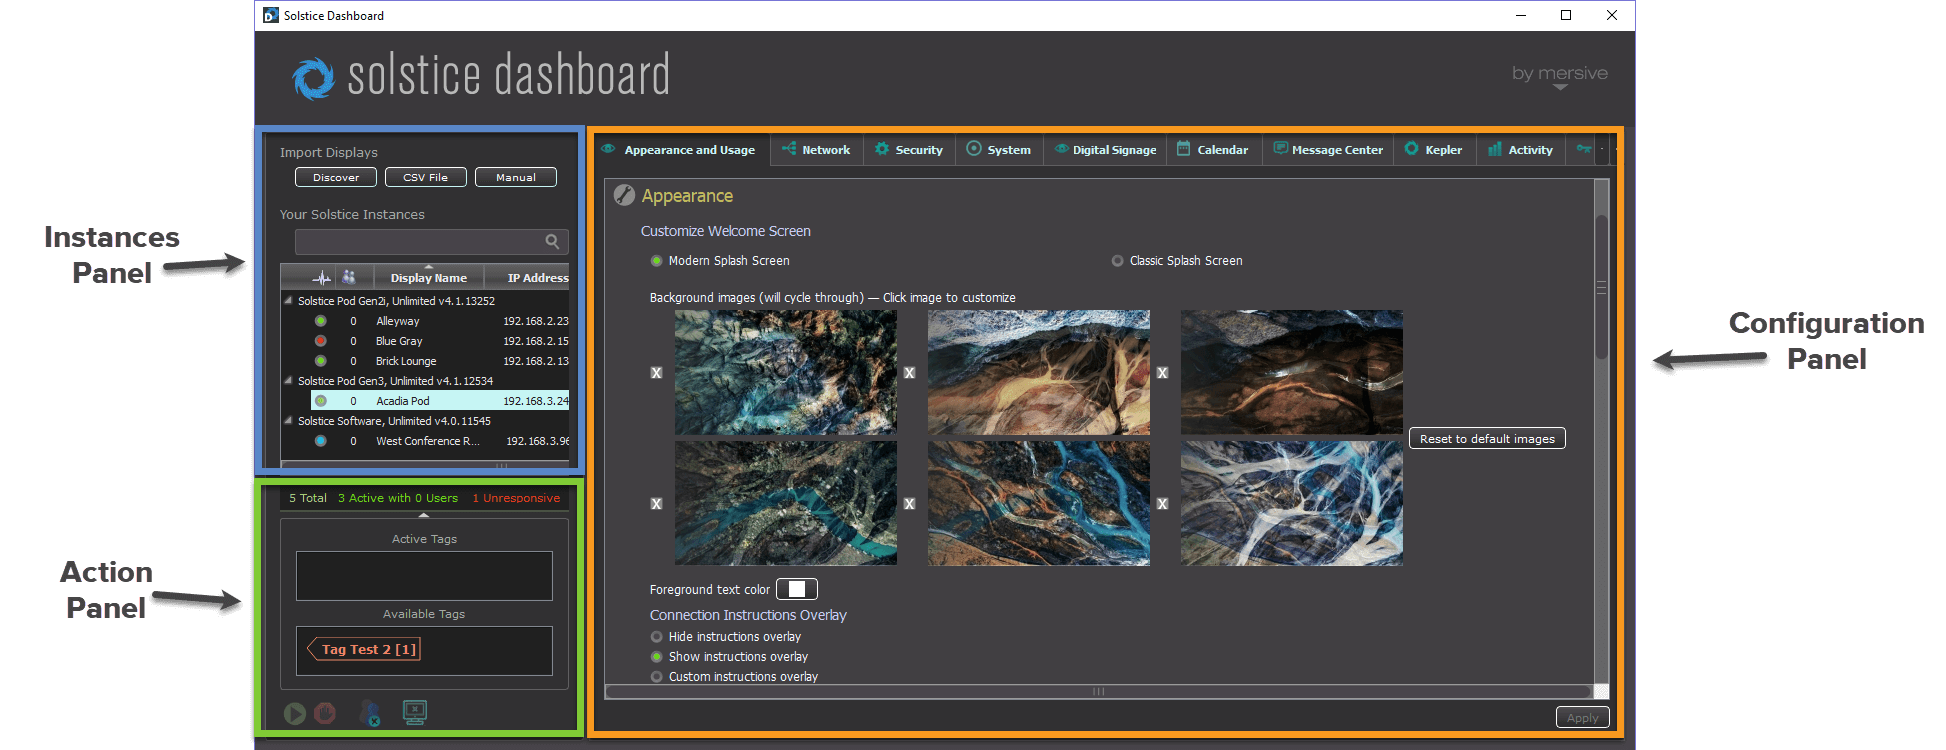 Solstice Dashboard
solstice dashboard
by mersive
Instances
Panel
Import Displays
Discover
CSV File
Manual
Your Solstice Instances
Display Name
IP Address
Solstice Pod Gen2i, Unlimited v4.1.13252
0 Alleyway 192.168.2.23
0 Blue Gray 192.168.2.15
0 Brick Lounge 192.168.2.13
Solstice Pod Gen3, Unlimited v4.1.12534
0 Acadia Pod 192.168.3.24
Solstice Software, Unlimited v4.0.11545
0 West Conference R... 192.168.3.96
Action
Panel
5 Total 3 Active with 0 Users 1 Unresponsive
Active Tags
Available Tags
Tag Test 2 [1]
Appearance and Usage
Network
Security
System
Digital Signage
Calendar
Message Center
Kepler
Activity
Appearance
Customize Welcome Screen
Modern Splash Screen
Classic Splash Screen
Background images (will cycle through) — Click image to customize
X X X
Reset to default images
X X X
Foreground text color
Connection Instructions Overlay
Hide instructions overlay
Show instructions overlay
Custom instructions overlay
Apply
Configuration
Panel